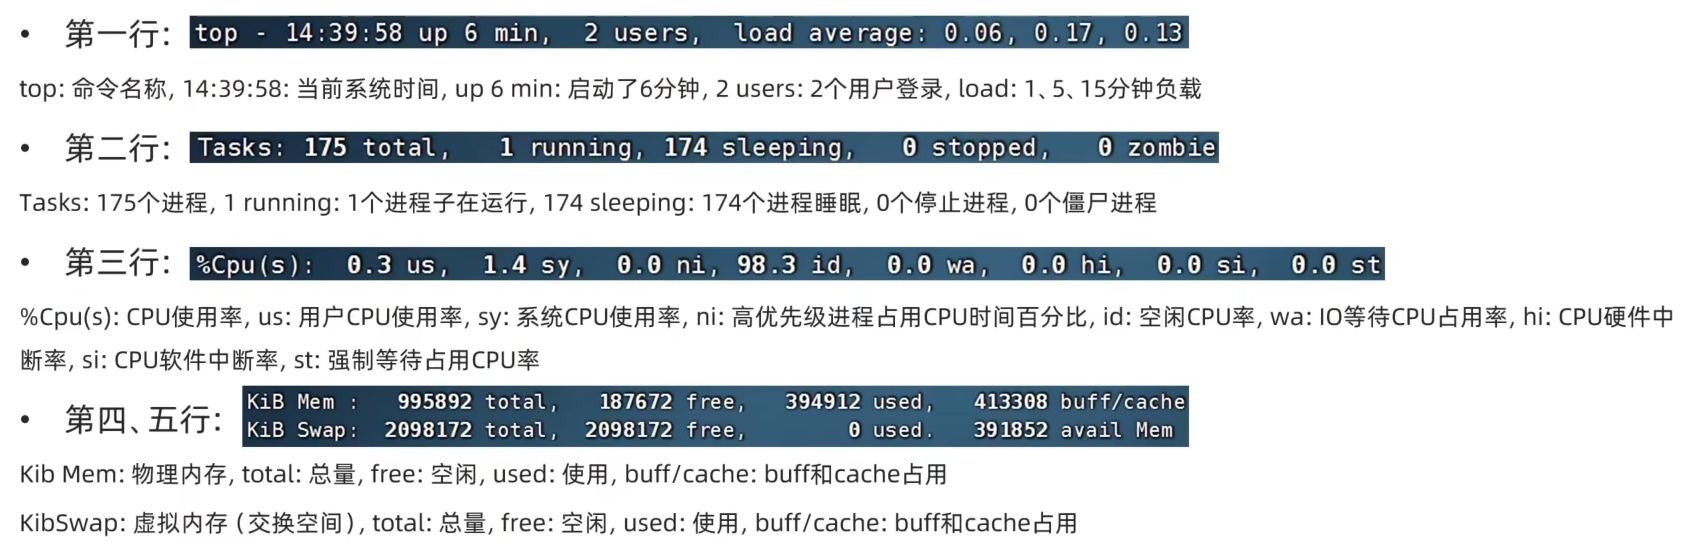 • 第一行: top - 14:39:58 up 6 min,  2 users,  load average: 0.06, 0.17, 0.13
top: 命令名称, 14:39:58: 当前系统时间, up 6 min: 启动了6分钟, 2 users: 2个用户登录, load: 1、5、15分钟负载
• 第二行: Tasks: 175 total,   1 running, 174 sleeping,   0 stopped,   0 zombie
Tasks: 175个进程, 1 running: 1个进程子在运行, 174 sleeping: 174个进程睡眠, 0个停止进程, 0个僵尸进程
• 第三行: %Cpu(s):  0.3 us,  1.4 sy,  0.0 ni, 98.3 id,  0.0 wa,  0.0 hi,  0.0 si,  0.0 st
%Cpu(s): CPU使用率, us: 用户CPU使用率, sy: 系统CPU使用率, ni: 高优先级进程占用CPU时间百分比, id: 空闲CPU率, wa: IO等待CPU占用率, hi: CPU硬件中
断率, si: CPU软件中断率, st: 强制等待占用CPU率
• 第四、五行: KiB Mem :   995892 total,   187672 free,   394912 used,   413308 buff/cache
KiB Swap:  2098172 total,  2098172 free,        0 used.   391852 avail Mem
Kib Mem: 物理内存, total: 总量, free: 空闲, used: 使用, buff/cache: buff和cache占用
KibSwap: 虚拟内存（交换空间）, total: 总量, free: 空闲, used: 使用, buff/cache: buff和cache占用